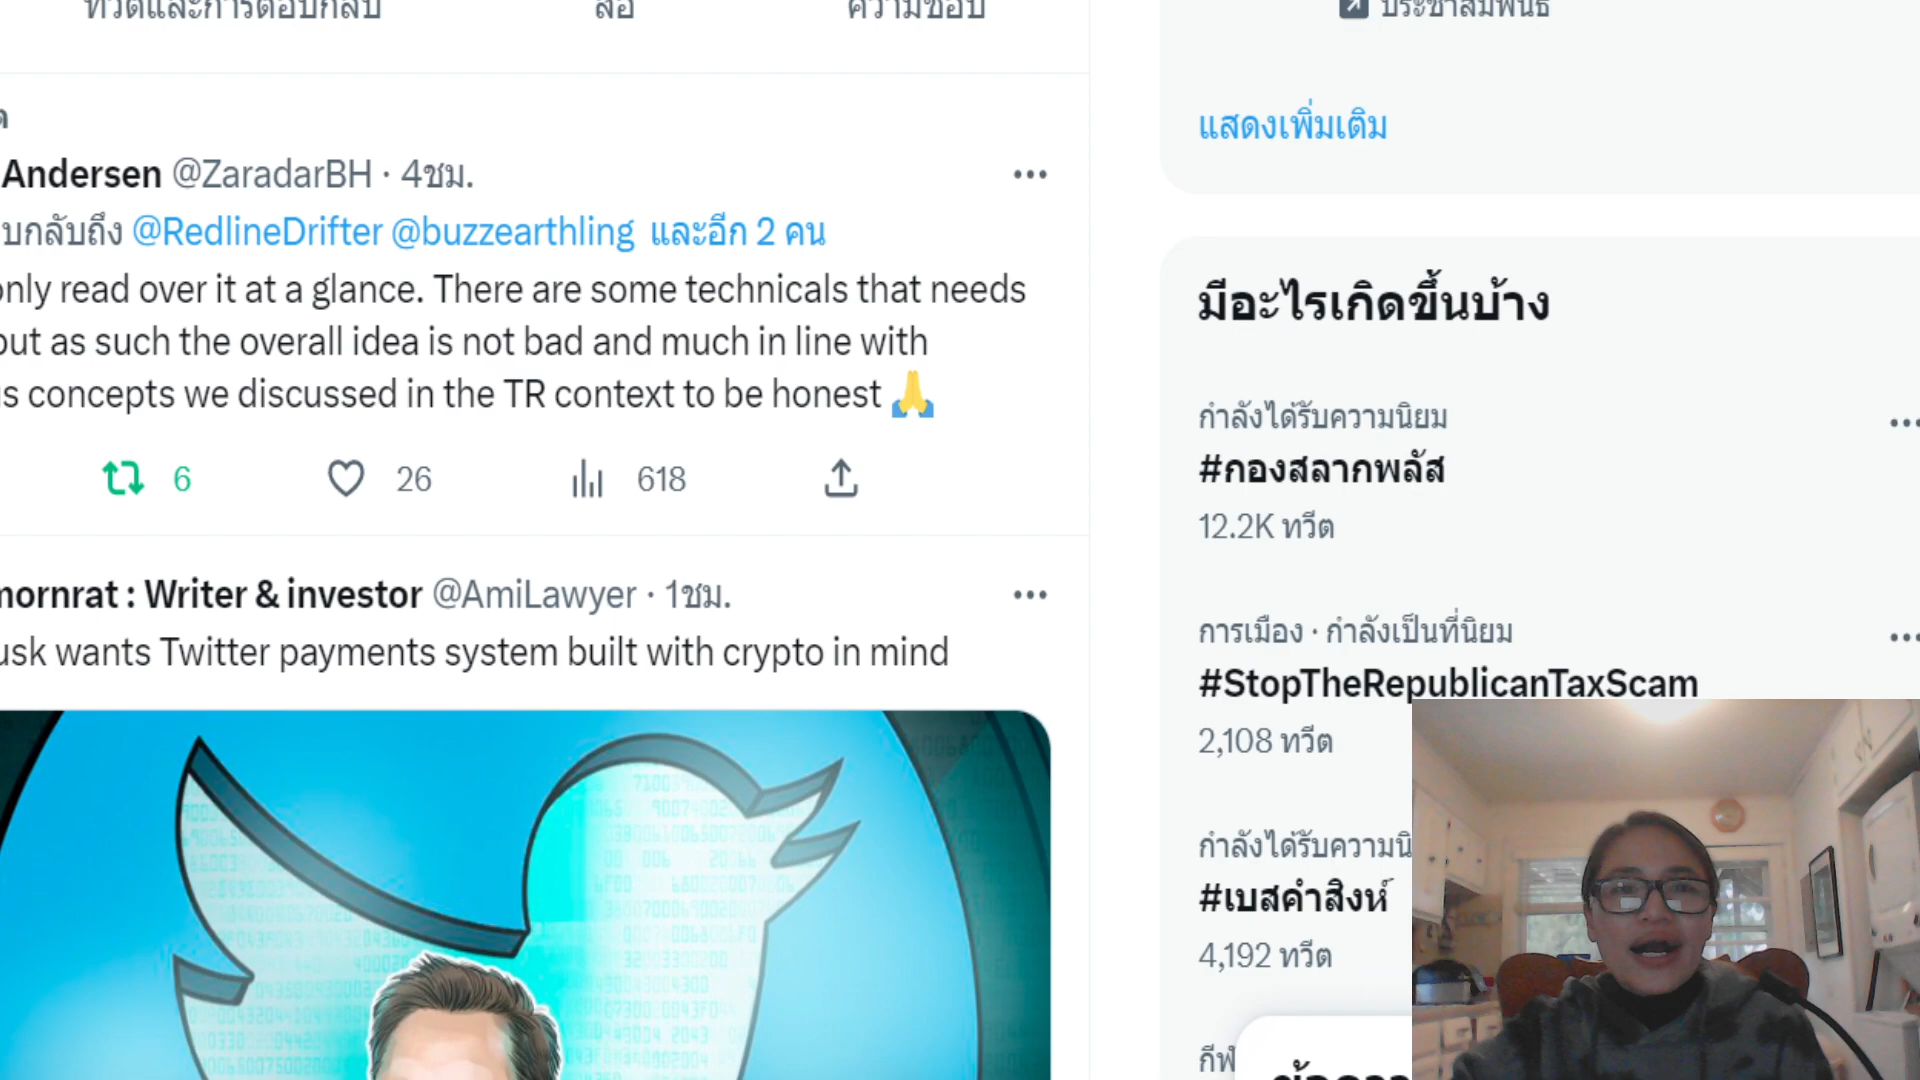 ทวีตและการตอบกลับ สื่อ ความชอบ
Andersen @ZaradarBH · 4ชม.
บกลับถึง @RedlineDrifter @buzzearthling และอีก 2 คน
only read over it at a glance. There are some technicals that needs
out as such the overall idea is not bad and much in line with
s concepts we discussed in the TR context to be honest 🙏
6 26 618
mornrat : Writer & investor @AmiLawyer · 1ชม.
usk wants Twitter payments system built with crypto in mind
ประชาสัมพันธ์
แสดงเพิ่มเติม
มีอะไรเกิดขึ้นบ้าง
กำลังได้รับความนิยม
#กองสลากพลัส
12.2K ทวีต
การเมือง · กำลังเป็นที่นิยม
#StopTheRepublicanTaxScam
2,108 ทวีต
กำลังได้รับความนิ
#เบสคำสิงห์
4,192 ทวีต